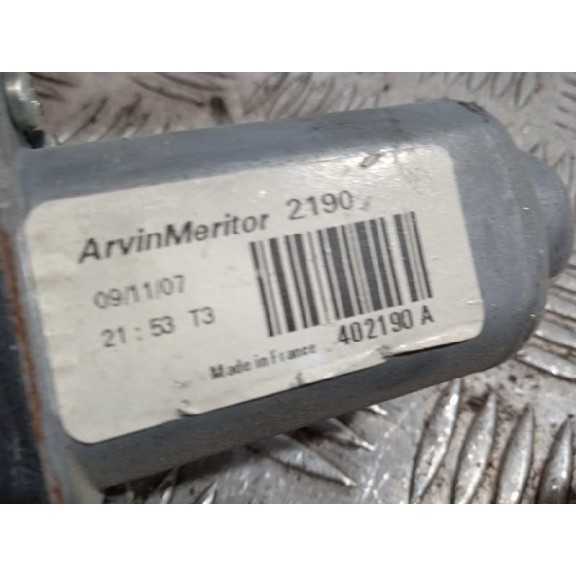 ArvinMeritor 2190
09/11/07
21:53 T3
402190 A
Made in France